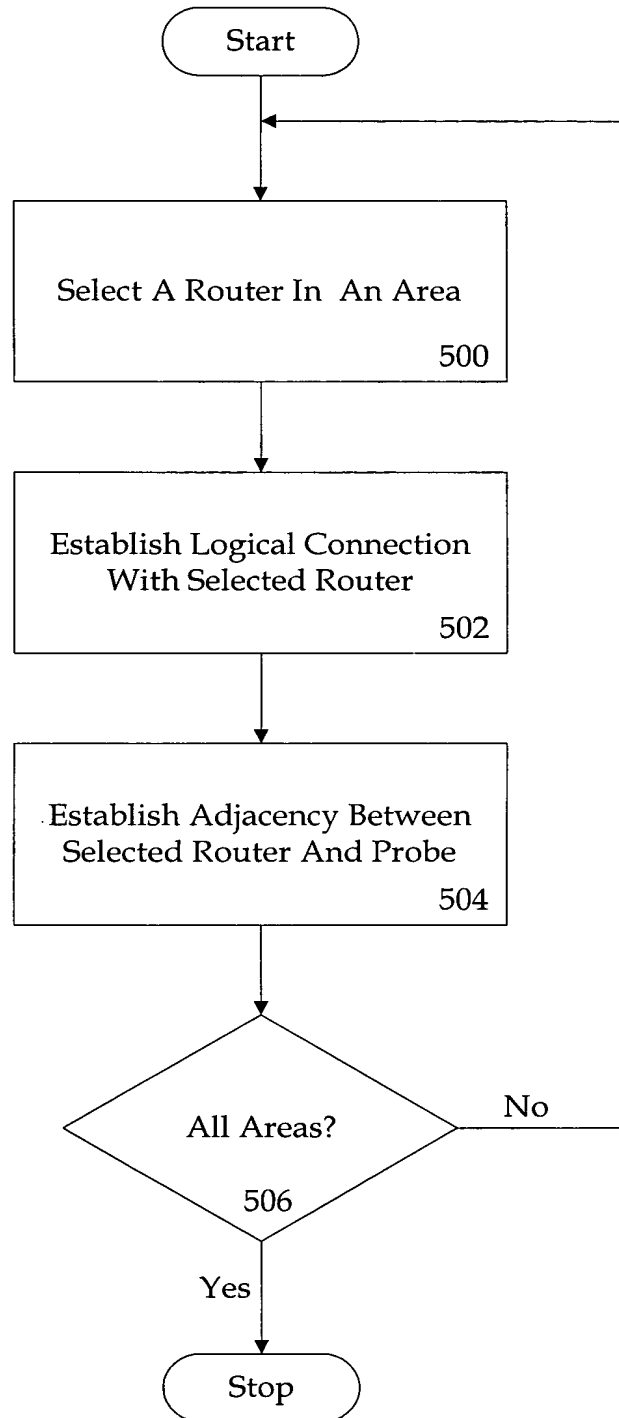 Start
Select A Router In An Area
500
Establish Logical Connection
With Selected Router
502
Establish Adjacency Between
Selected Router And Probe
504
All Areas?
506
No
Yes
Stop